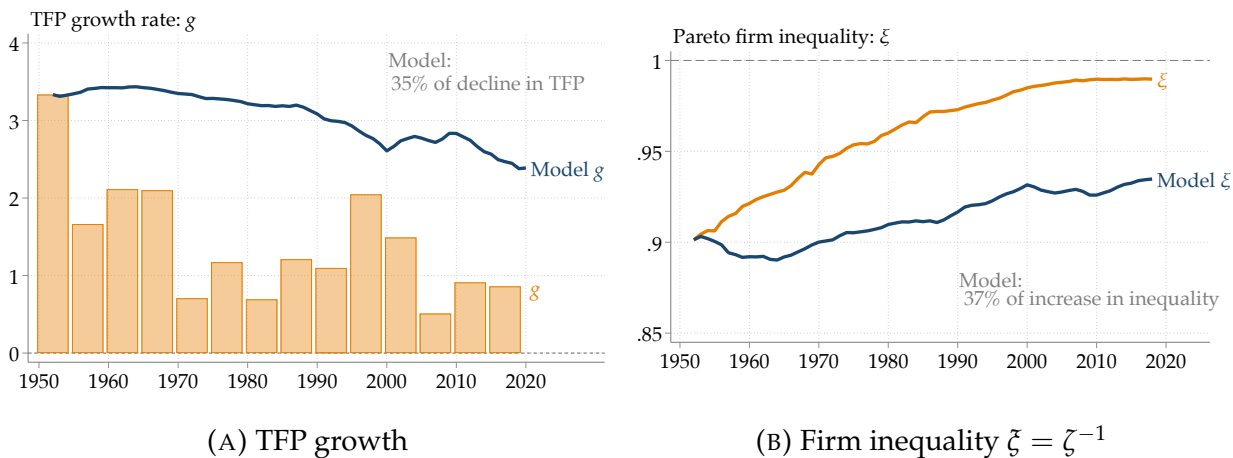 TFP growth rate: g
4
3
2
1
0
Model:
35% of decline in TFP
Model g
g
1950 1960 1970 1980 1990 2000 2010 2020
(A) TFP growth
Pareto firm inequality: ξ
1
.95
.9
.85
ξ
Model ξ
Model:
37% of increase in inequality
1950 1960 1970 1980 1990 2000 2010 2020
(B) Firm inequality ξ = ζ⁻¹